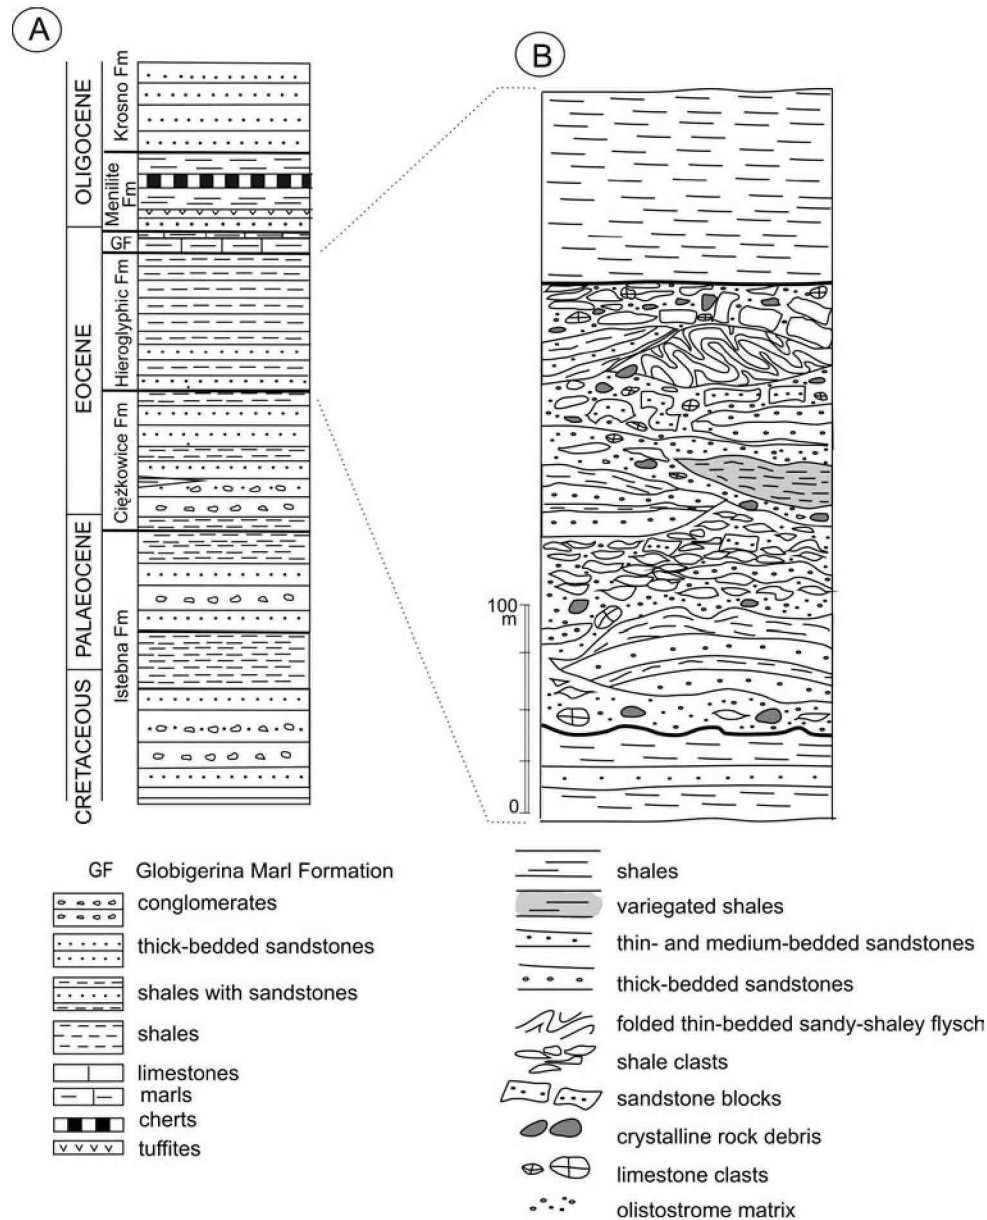 A
B
OLIGOCENE
EOCENE
PALAEOCENE
CRETACEOUS
Krosno Fm
Menilite
Fm
GF
Hieroglyphic Fm
Ciężkowice Fm
Istebna Fm
100
m
0
GF Globigerina Marl Formation
conglomerates
thick-bedded sandstones
shales with sandstones
shales
limestones
marls
cherts
tuffites
shales
variegated shales
thin- and medium-bedded sandstones
thick-bedded sandstones
folded thin-bedded sandy-shaley flysch
shale clasts
sandstone blocks
crystalline rock debris
limestone clasts
olistostrome matrix